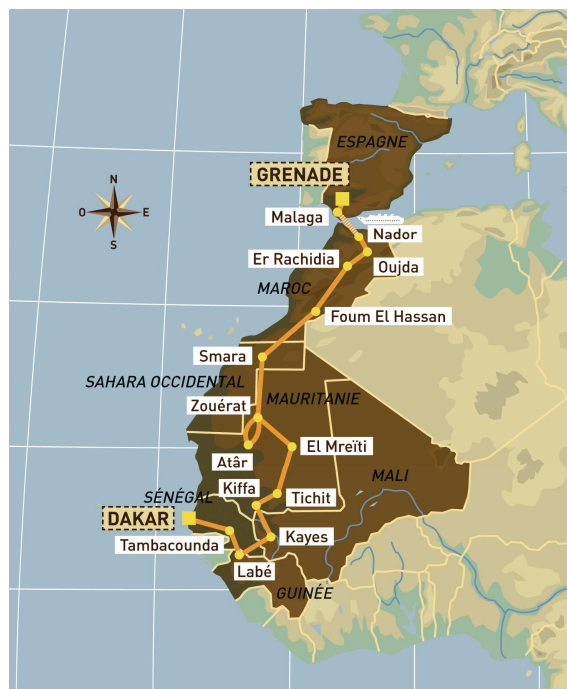 ESPAGNE
GRENADE
N
O
E
S
Malaga
Nador
Er Rachidia
Oujda
MAROC
Foum El Hassan
Smara
SAHARA OCCIDENTAL
Zouérat
MAURITANIE
El Mreïti
Atâr
Kiffa
MALI
Tichit
SÉNÉGAL
DAKAR
Kayes
Tambacounda
Labé
GUINÉE